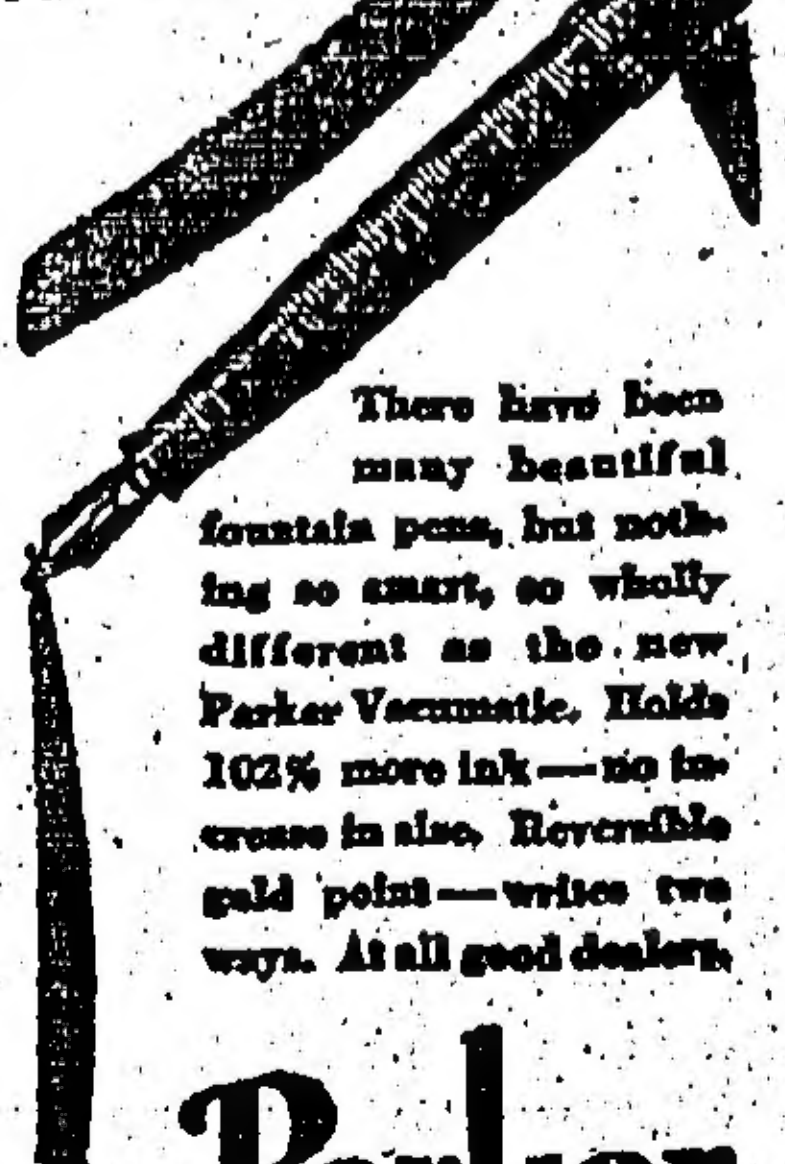 There have been
many beautiful
fountain pens, but noth-
ing so smart, so wholly
different as the new
Parker Vacumatic. Holds
102% more ink—no in-
crease in size. Reversible
gold point—writes two
ways. At all good dealers.
Parker